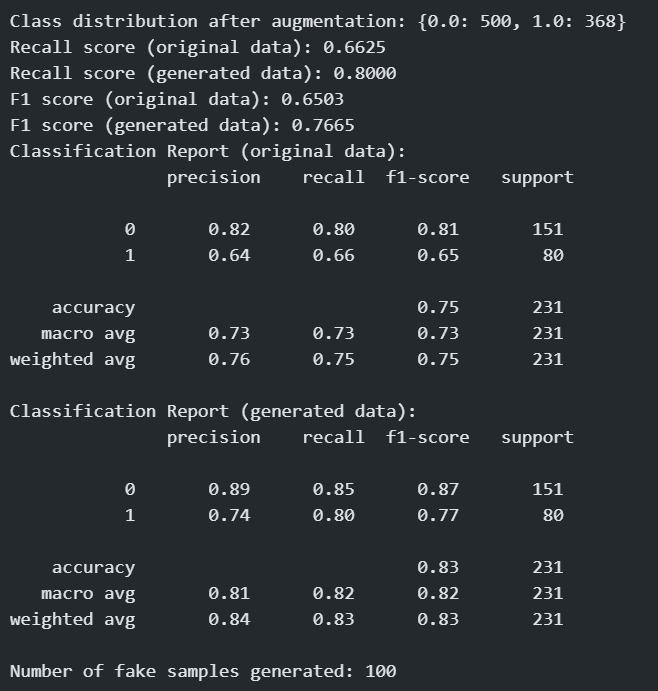 Class distribution after augmentation: {0.0: 500, 1.0: 368}
Recall score (original data): 0.6625
Recall score (generated data): 0.8000
F1 score (original data): 0.6503
F1 score (generated data): 0.7665
Classification Report (original data):
precision recall f1-score support
0 0.82 0.80 0.81 151
1 0.64 0.66 0.65 80
accuracy 0.75 231
macro avg 0.73 0.73 0.73 231
weighted avg 0.76 0.75 0.75 231
Classification Report (generated data):
precision recall f1-score support
0 0.89 0.85 0.87 151
1 0.74 0.80 0.77 80
accuracy 0.83 231
macro avg 0.81 0.82 0.82 231
weighted avg 0.84 0.83 0.83 231
Number of fake samples generated: 100